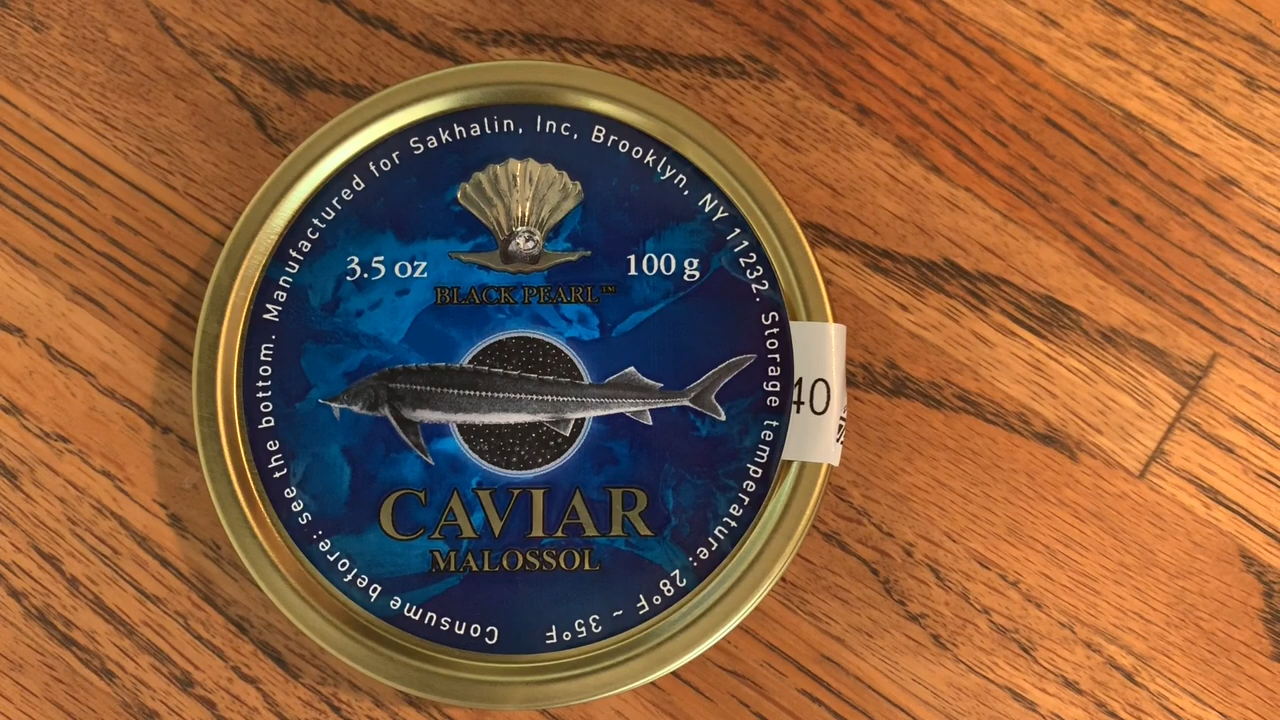 Manufactured for Sakhalin, Inc, Brooklyn, NY 11232. Storage temperature: 28°F ~ 35°F
Consume before: see the bottom.
3.5 oz
100 g
BLACK PEARL™
CAVIAR
MALOSSOL
40